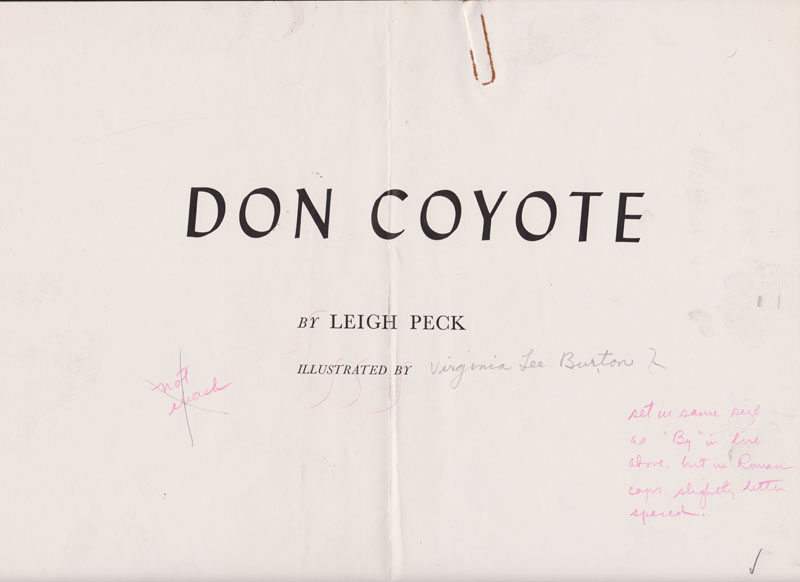 DON COYOTE
BY LEIGH PECK
ILLUSTRATED BY Virginia Lee Burton
not
swash
set in same size
as "By" in line
above, but in Roman
caps, slightly letter
spaced.